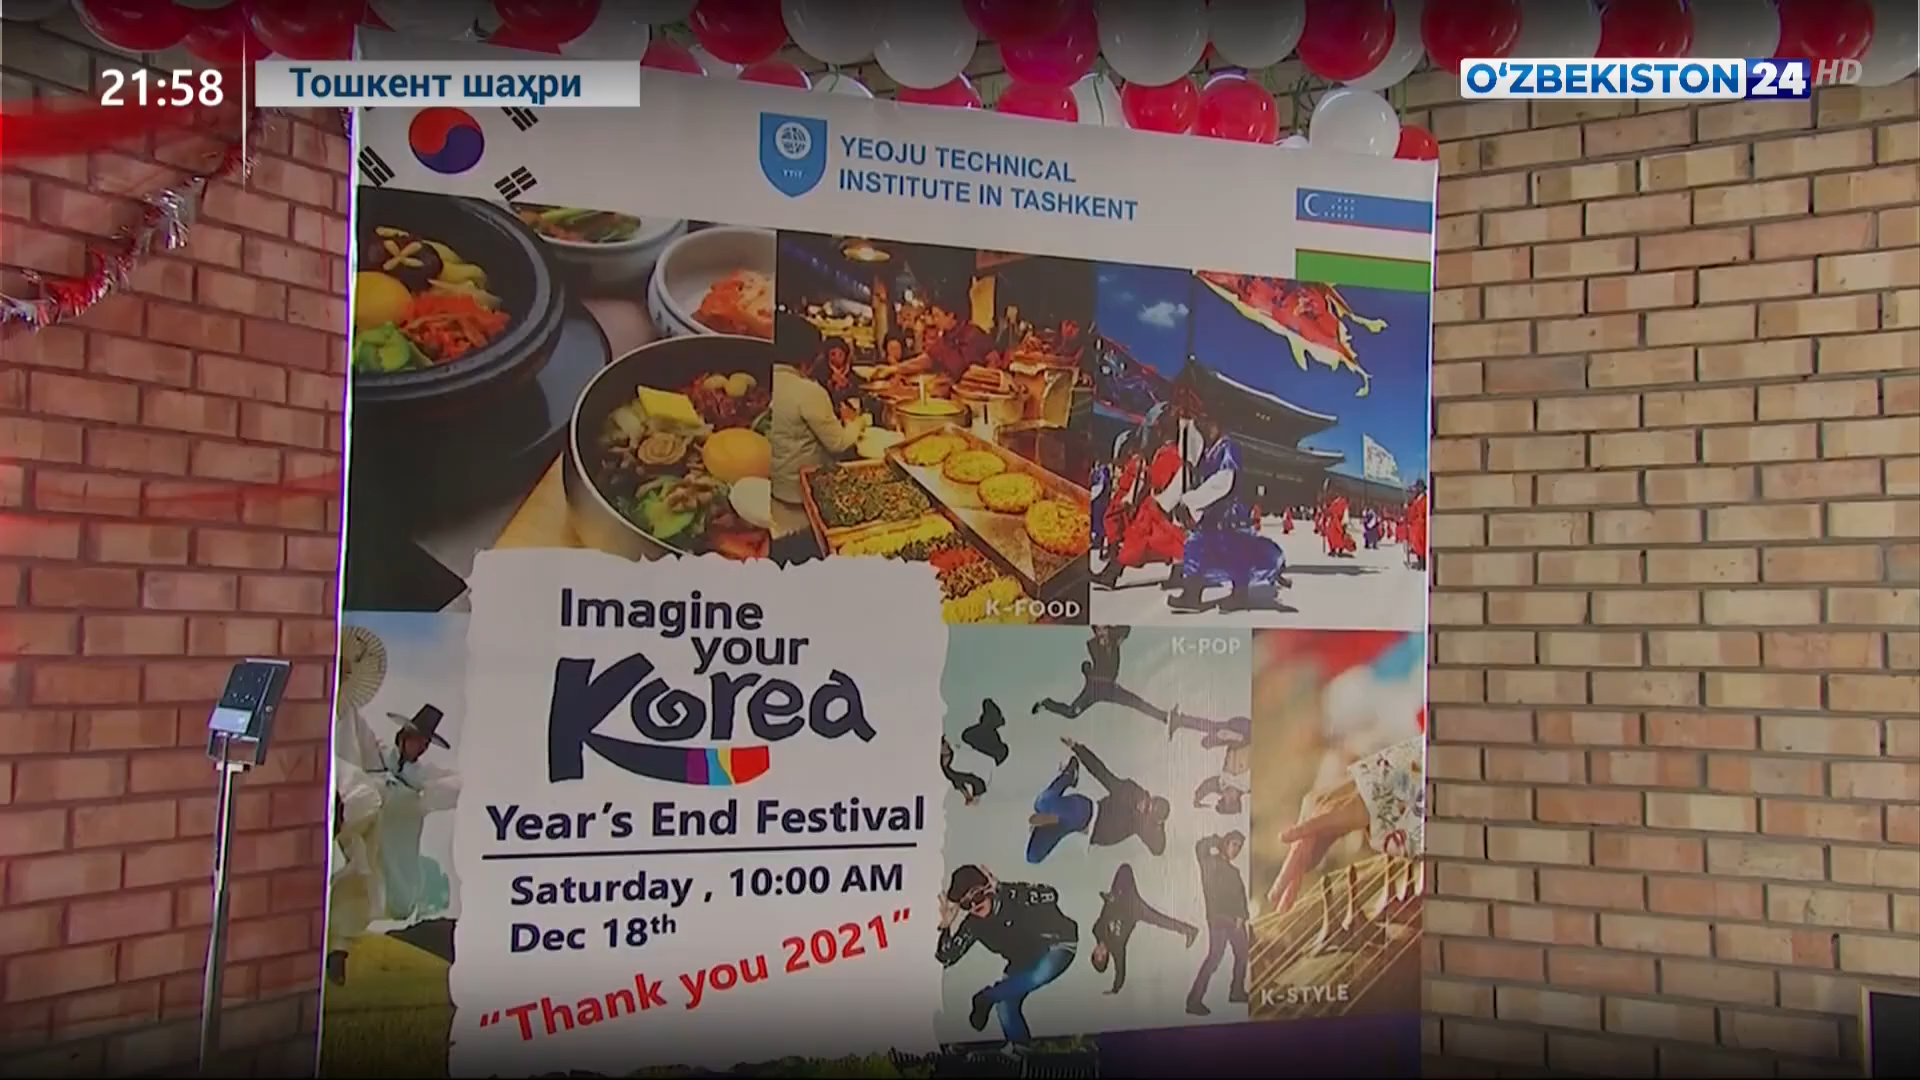 21:58
Тошкент шаҳри
O‘ZBEKISTON 24 HD
YTIT
YEOJU TECHNICAL
INSTITUTE IN TASHKENT
K-FOOD
Imagine
your
Korea
Year's End Festival
Saturday , 10:00 AM
Dec 18th
"Thank you 2021"
K-POP
K-STYLE